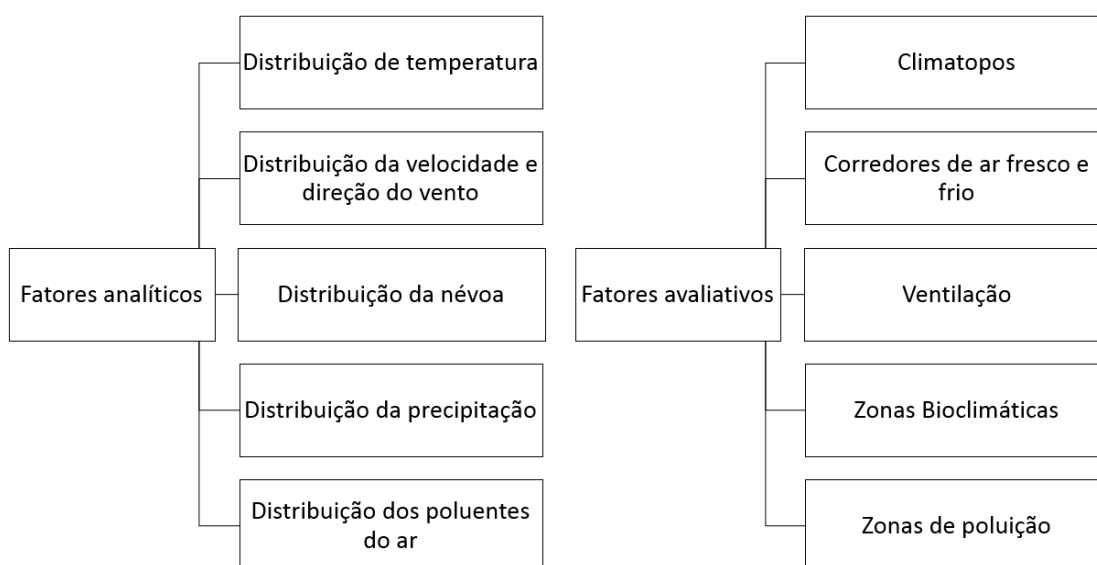 Fatores analíticos
Distribuição de temperatura
Distribuição da velocidade e
direção do vento
Distribuição da névoa
Distribuição da precipitação
Distribuição dos poluentes
do ar
Fatores avaliativos
Climatopos
Corredores de ar fresco e
frio
Ventilação
Zonas Bioclimáticas
Zonas de poluição